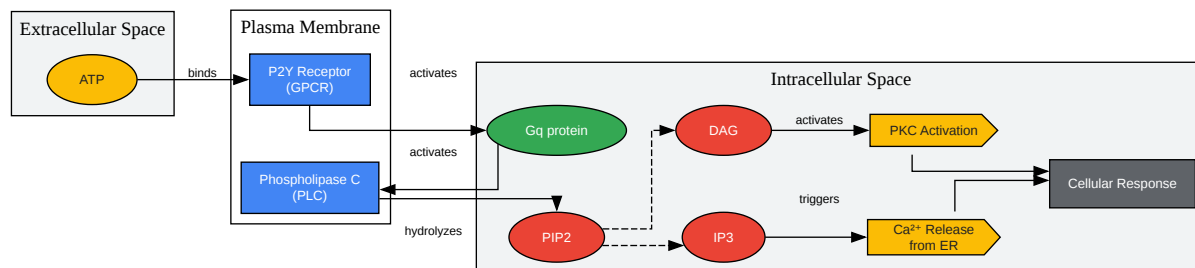 Extracellular Space
ATP
binds
Plasma Membrane
P2Y Receptor
(GPCR)
Phospholipase C
(PLC)
activates
activates
hydrolyzes
Intracellular Space
Gq protein
PIP2
DAG
IP3
activates
triggers
PKC Activation
Ca²⁺ Release
from ER
Cellular Response